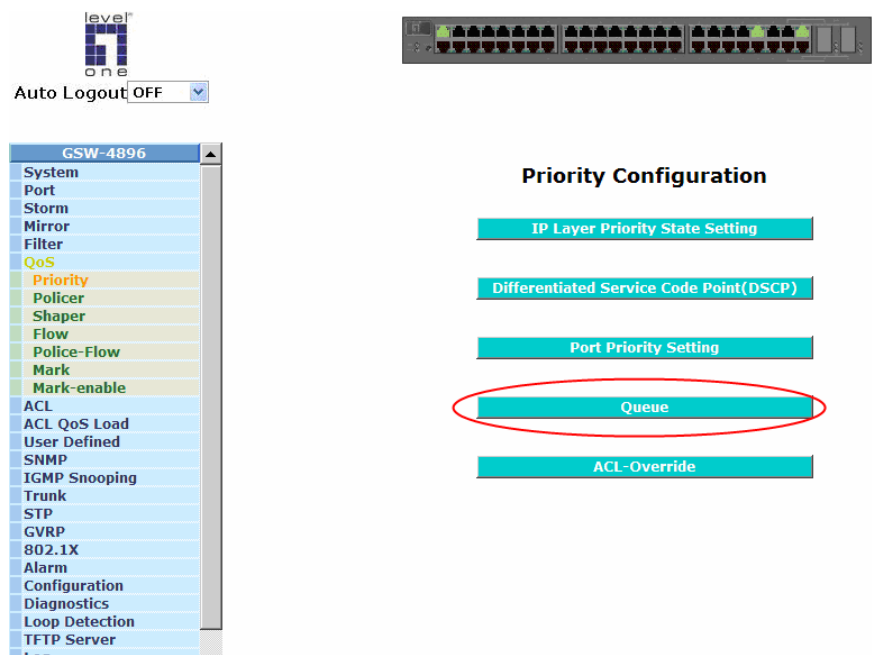 level
one
Auto Logout OFF
GSW-4896
System
Port
Storm
Mirror
Filter
QoS
Priority
Policer
Shaper
Flow
Police-Flow
Mark
Mark-enable
ACL
ACL QoS Load
User Defined
SNMP
IGMP Snooping
Trunk
STP
GVRP
802.1X
Alarm
Configuration
Diagnostics
Loop Detection
TFTP Server
Priority Configuration
IP Layer Priority State Setting
Differentiated Service Code Point(DSCP)
Port Priority Setting
Queue
ACL-Override